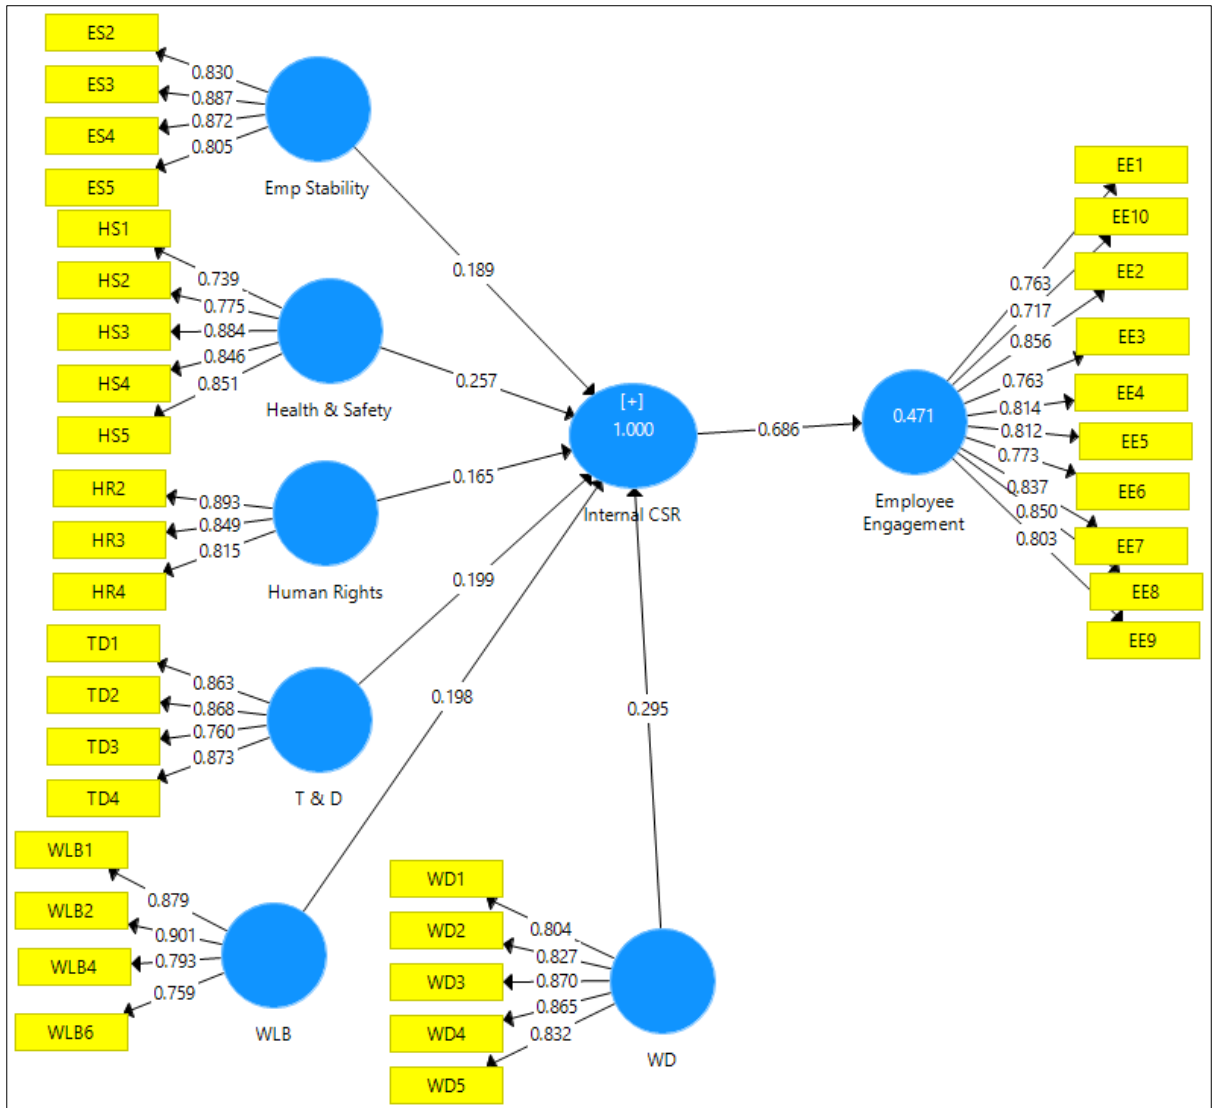 ES2
ES3
ES4
ES5
0.830
0.887
0.872
0.805
Emp Stability
HS1
HS2
HS3
HS4
HS5
0.739
0.775
0.884
0.846
0.851
Health & Safety
HR2
HR3
HR4
0.893
0.849
0.815
Human Rights
TD1
TD2
TD3
TD4
0.863
0.868
0.760
0.873
T & D
WLB1
WLB2
WLB4
WLB6
0.879
0.901
0.793
0.759
WLB
WD1
WD2
WD3
WD4
WD5
0.804
0.827
0.870
0.865
0.832
WD
0.189
0.257
0.165
0.199
0.198
0.295
[+]
1.000
Internal CSR
0.686
0.471
Employee
Engagement
0.763
0.717
0.856
0.763
0.814
0.812
0.773
0.837
0.850
0.803
EE1
EE10
EE2
EE3
EE4
EE5
EE6
EE7
EE8
EE9